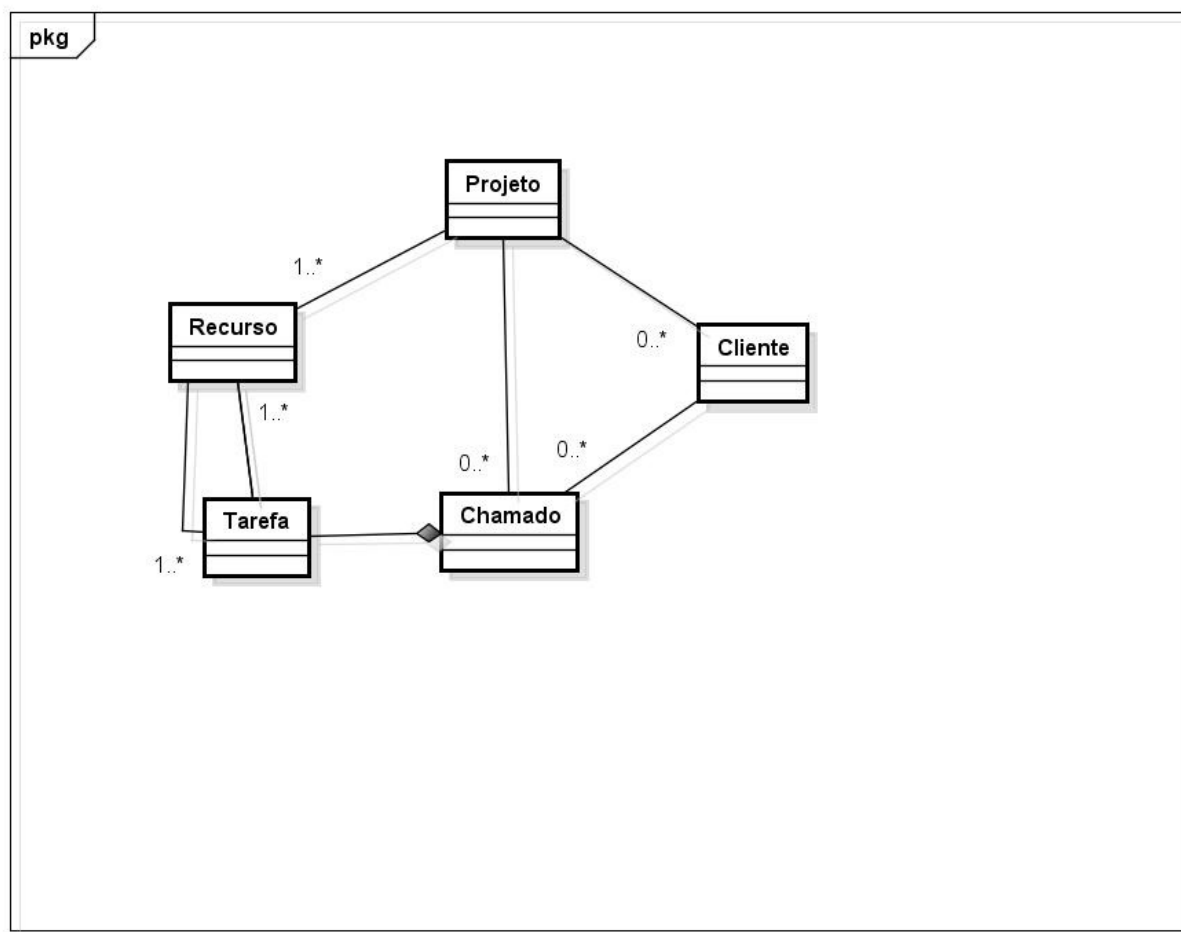 pkg
Projeto
1..*
Recurso
0..*
Cliente
1..*
0..*
0..*
Tarefa
Chamado
1..*